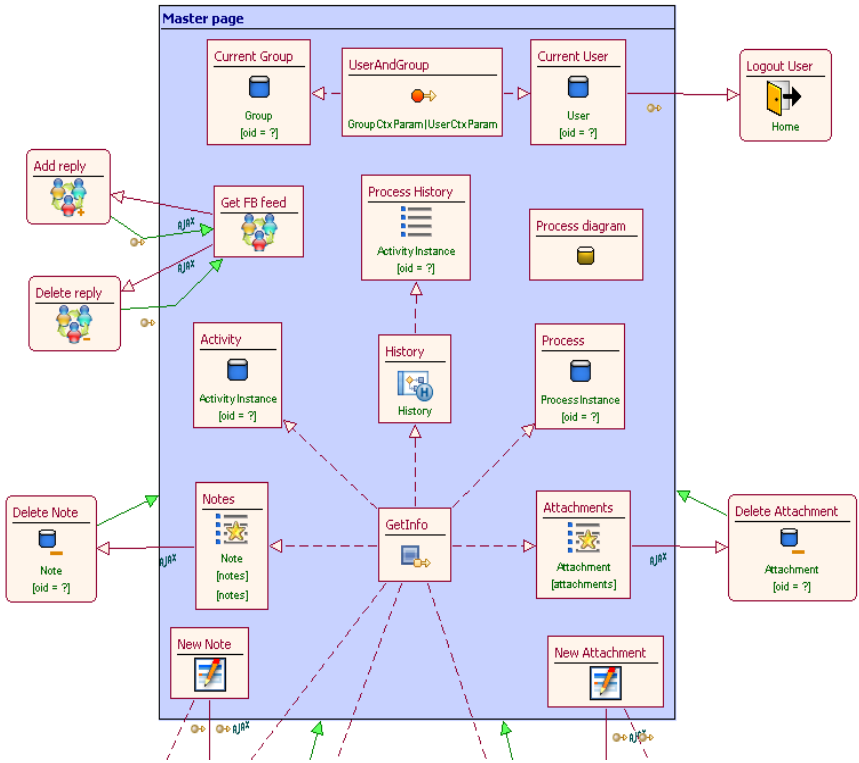 Master page
Current Group
Group
[oid = ?]
UserAndGroup
GroupCtxParam|UserCtxParam
Current User
User
[oid = ?]
Logout User
Home
Add reply
Get FB feed
AJAX
AJAX
Delete reply
Process History
Activity Instance
[oid = ?]
Process diagram
Activity
Activity Instance
[oid = ?]
History
H
History
Process
Process Instance
[oid = ?]
Delete Note
Note
[oid = ?]
AJAX
Notes
Note
[notes]
[notes]
GetInfo
Attachments
Attachment
[attachments]
AJAX
Delete Attachment
Attachment
[oid = ?]
New Note
New Attachment
AJAX
AJAX